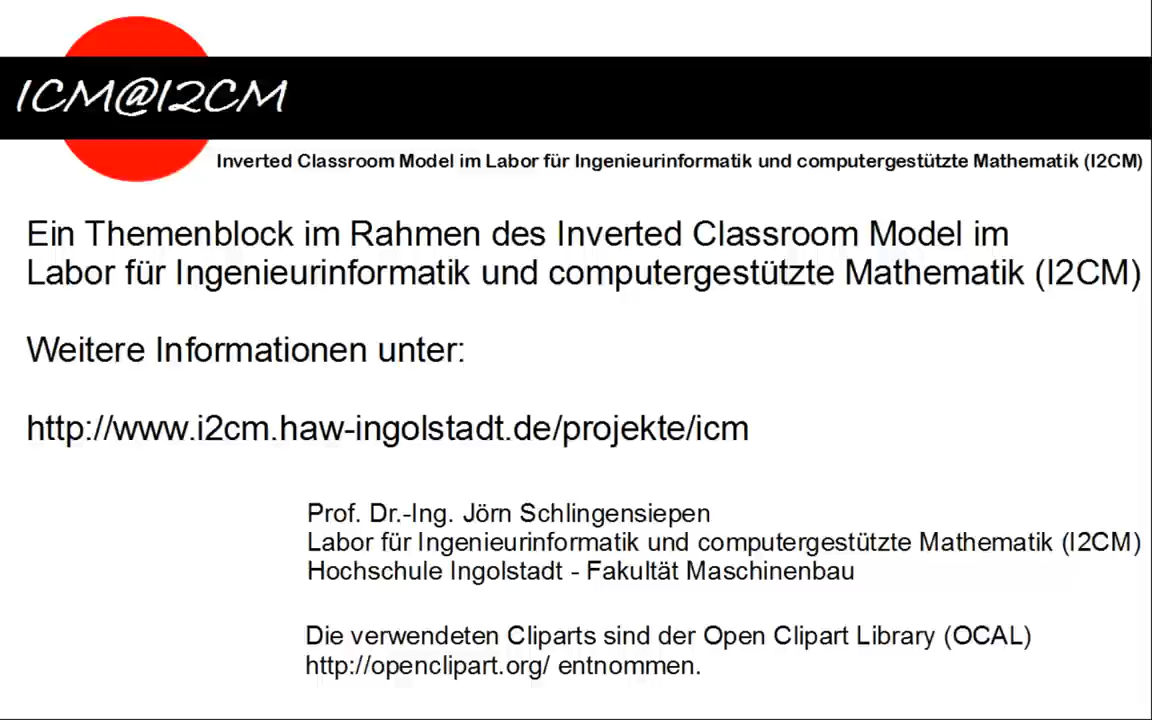 ICM@I2CM
Inverted Classroom Model im Labor für Ingenieurinformatik und computergestützte Mathematik (I2CM)
Ein Themenblock im Rahmen des Inverted Classroom Model im
Labor für Ingenieurinformatik und computergestützte Mathematik (I2CM)
Weitere Informationen unter:
http://www.i2cm.haw-ingolstadt.de/projekte/icm
Prof. Dr.-Ing. Jörn Schlingensiepen
Labor für Ingenieurinformatik und computergestützte Mathematik (I2CM)
Hochschule Ingolstadt - Fakultät Maschinenbau
Die verwendeten Cliparts sind der Open Clipart Library (OCAL)
http://openclipart.org/ entnommen.